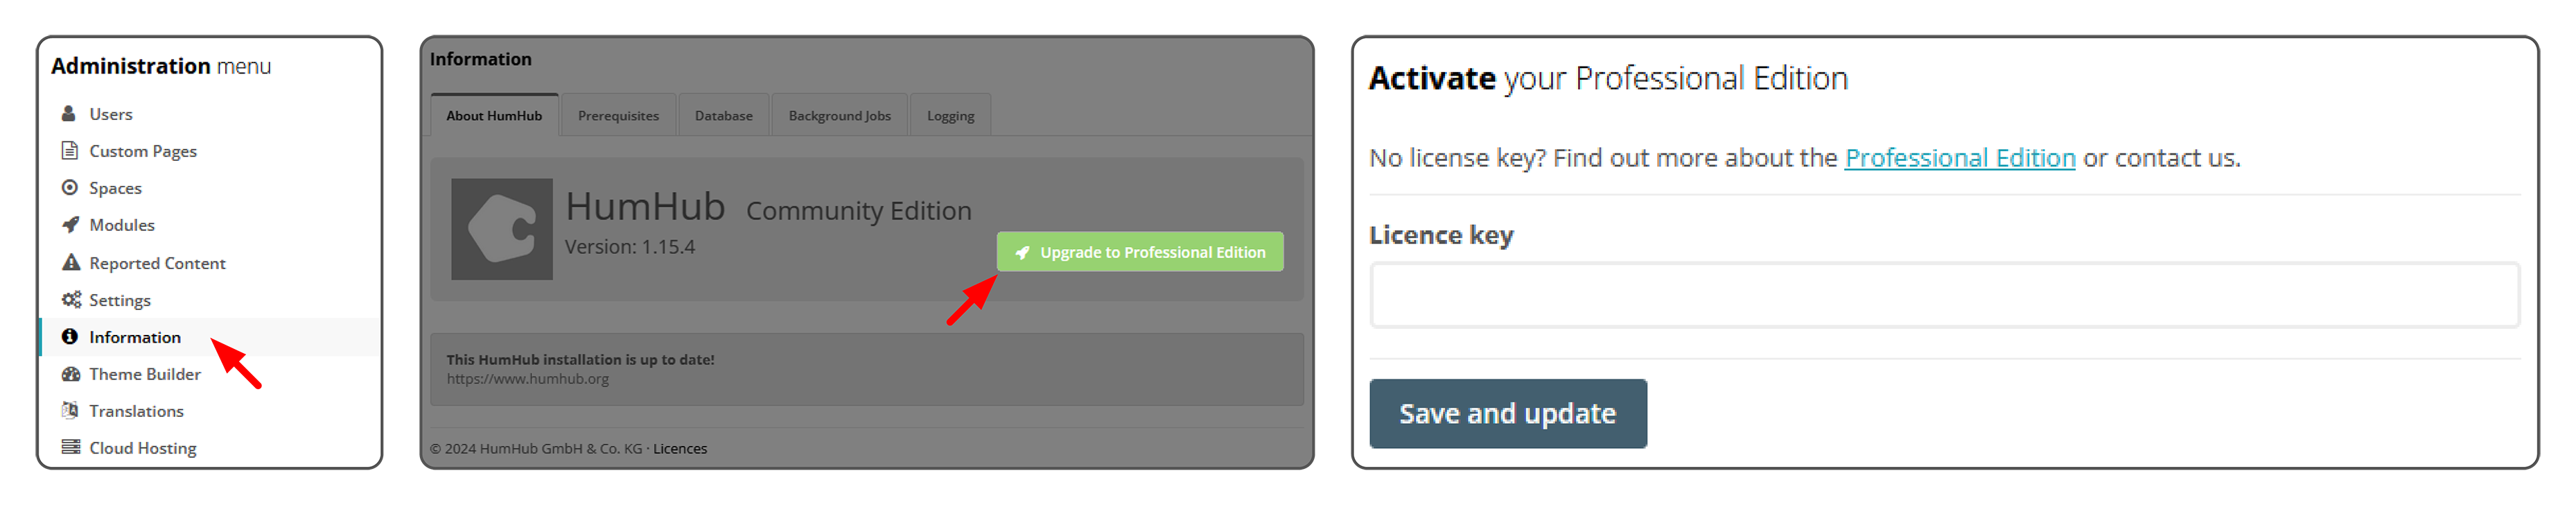 Administration menu
Users
Custom Pages
Spaces
Modules
Reported Content
Settings
Information
Theme Builder
Translations
Cloud Hosting
Information
About HumHub
Prerequisites
Database
Background Jobs
Logging
HumHub Community Edition
Version: 1.15.4
Upgrade to Professional Edition
This HumHub installation is up to date!
https://www.humhub.org
© 2024 HumHub GmbH & Co. KG · Licences
Activate your Professional Edition
No license key? Find out more about the Professional Edition or contact us.
Licence key
Save and update